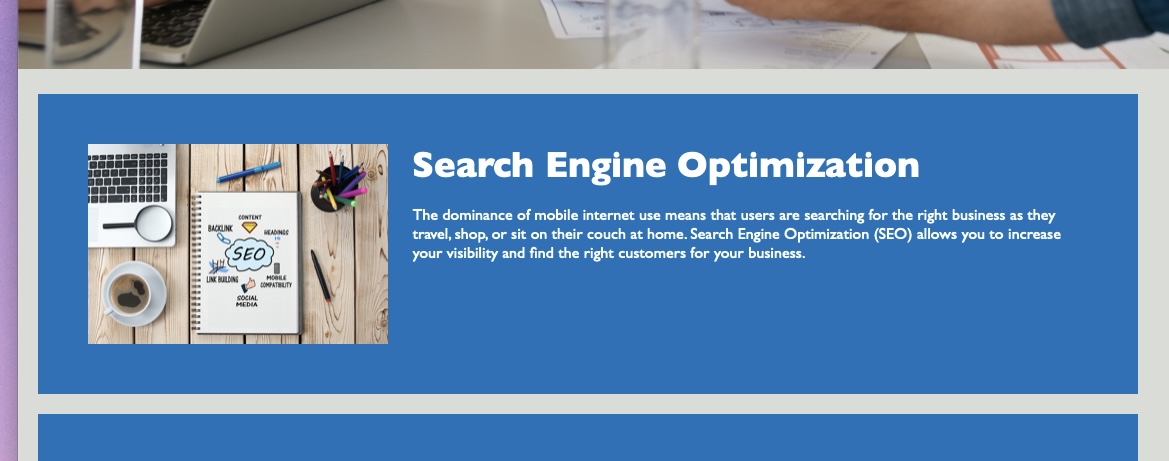 Search Engine Optimization
The dominance of mobile internet use means that users are searching for the right business as they
travel, shop, or sit on their couch at home. Search Engine Optimization (SEO) allows you to increase
your visibility and find the right customers for your business.
CONTENT
BACKLINK
HEADINGS
SEO
LINK BUILDING
MOBILE
COMPATIBILITY
SOCIAL
MEDIA